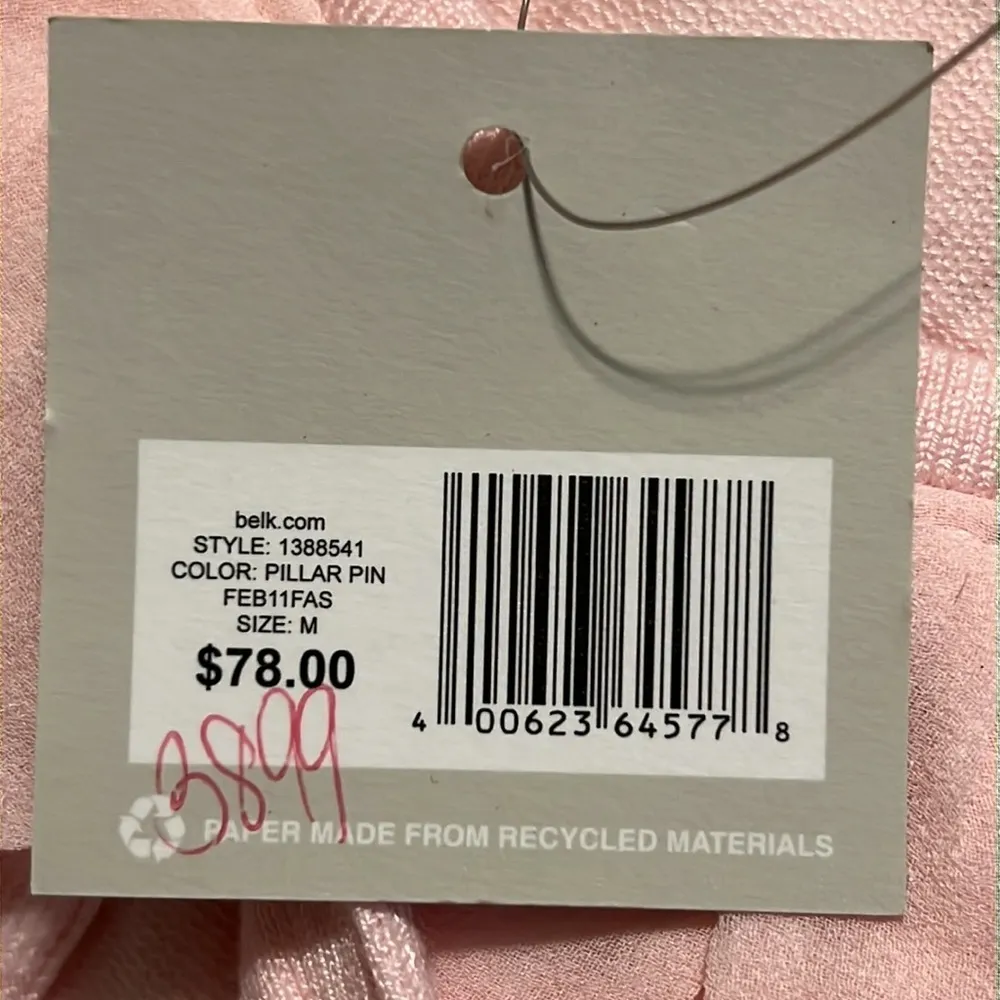 belk.com
STYLE: 1388541
COLOR: PILLAR PIN
FEB11FAS
SIZE: M
$78.00
3899
4 00623 64577 8
PAPER MADE FROM RECYCLED MATERIALS